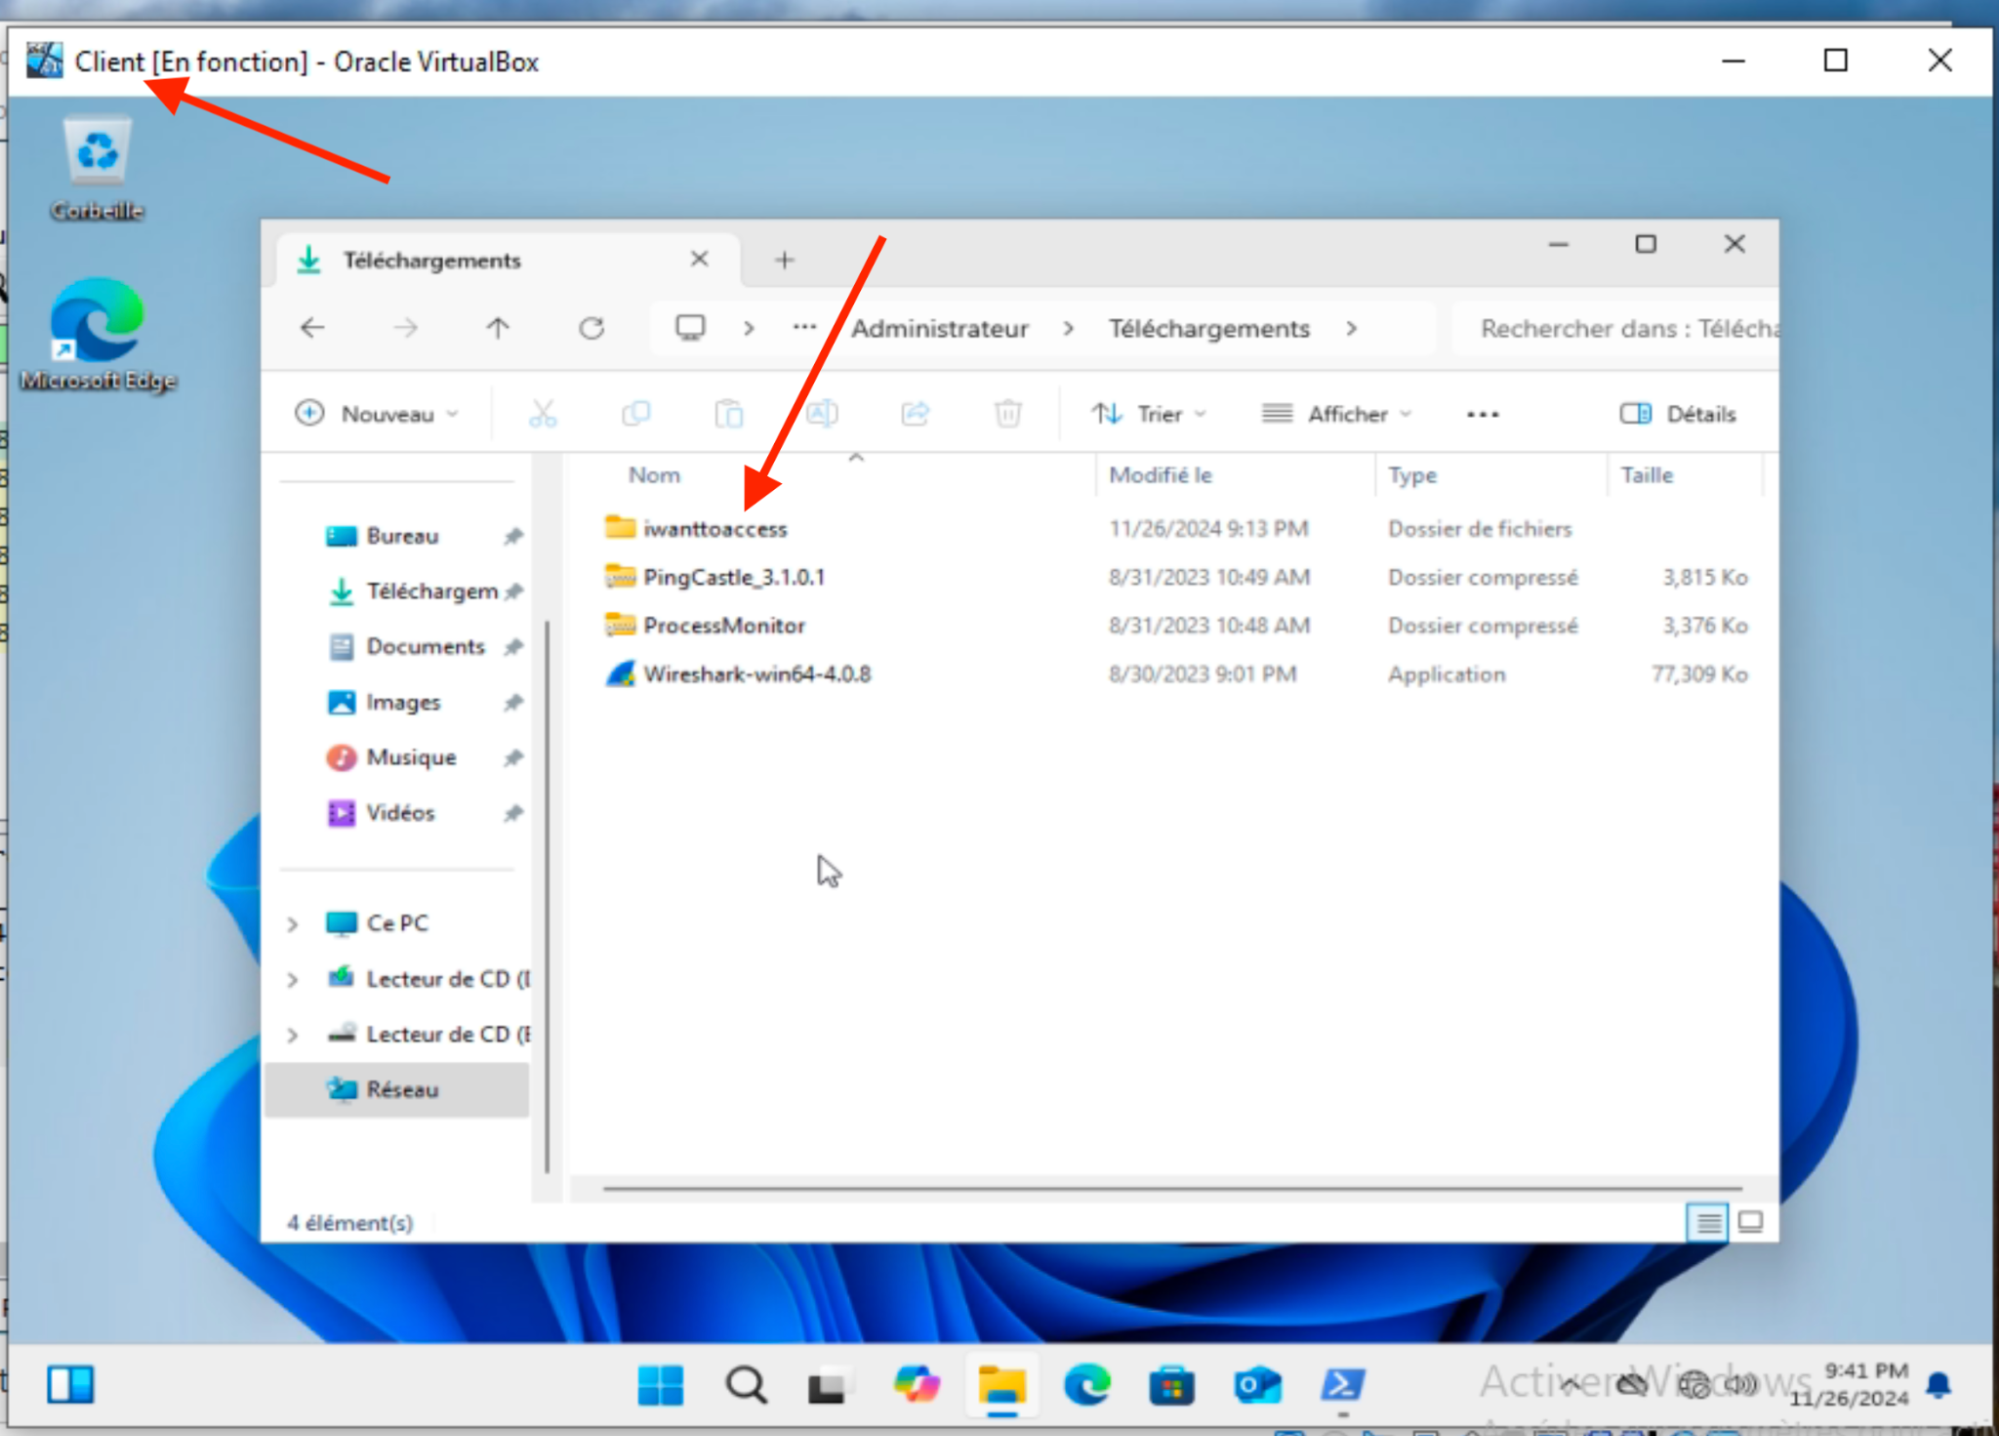 Client [En fonction] - Oracle VirtualBox
Corbeille
Microsoft Edge
Téléchargements
Administrateur > Téléchargements >
Rechercher dans : Télécha
Nouveau
Trier
Afficher
Détails
Nom Modifié le Type Taille
iwanttoaccess 11/26/2024 9:13 PM Dossier de fichiers
PingCastle_3.1.0.1 8/31/2023 10:49 AM Dossier compressé 3,815 Ko
ProcessMonitor 8/31/2023 10:48 AM Dossier compressé 3,376 Ko
Wireshark-win64-4.0.8 8/30/2023 9:01 PM Application 77,309 Ko
Bureau
Téléchargem
Documents
Images
Musique
Vidéos
Ce PC
Lecteur de CD (
Lecteur de CD (
Réseau
4 élément(s)
Activer Windows
9:41 PM
11/26/2024